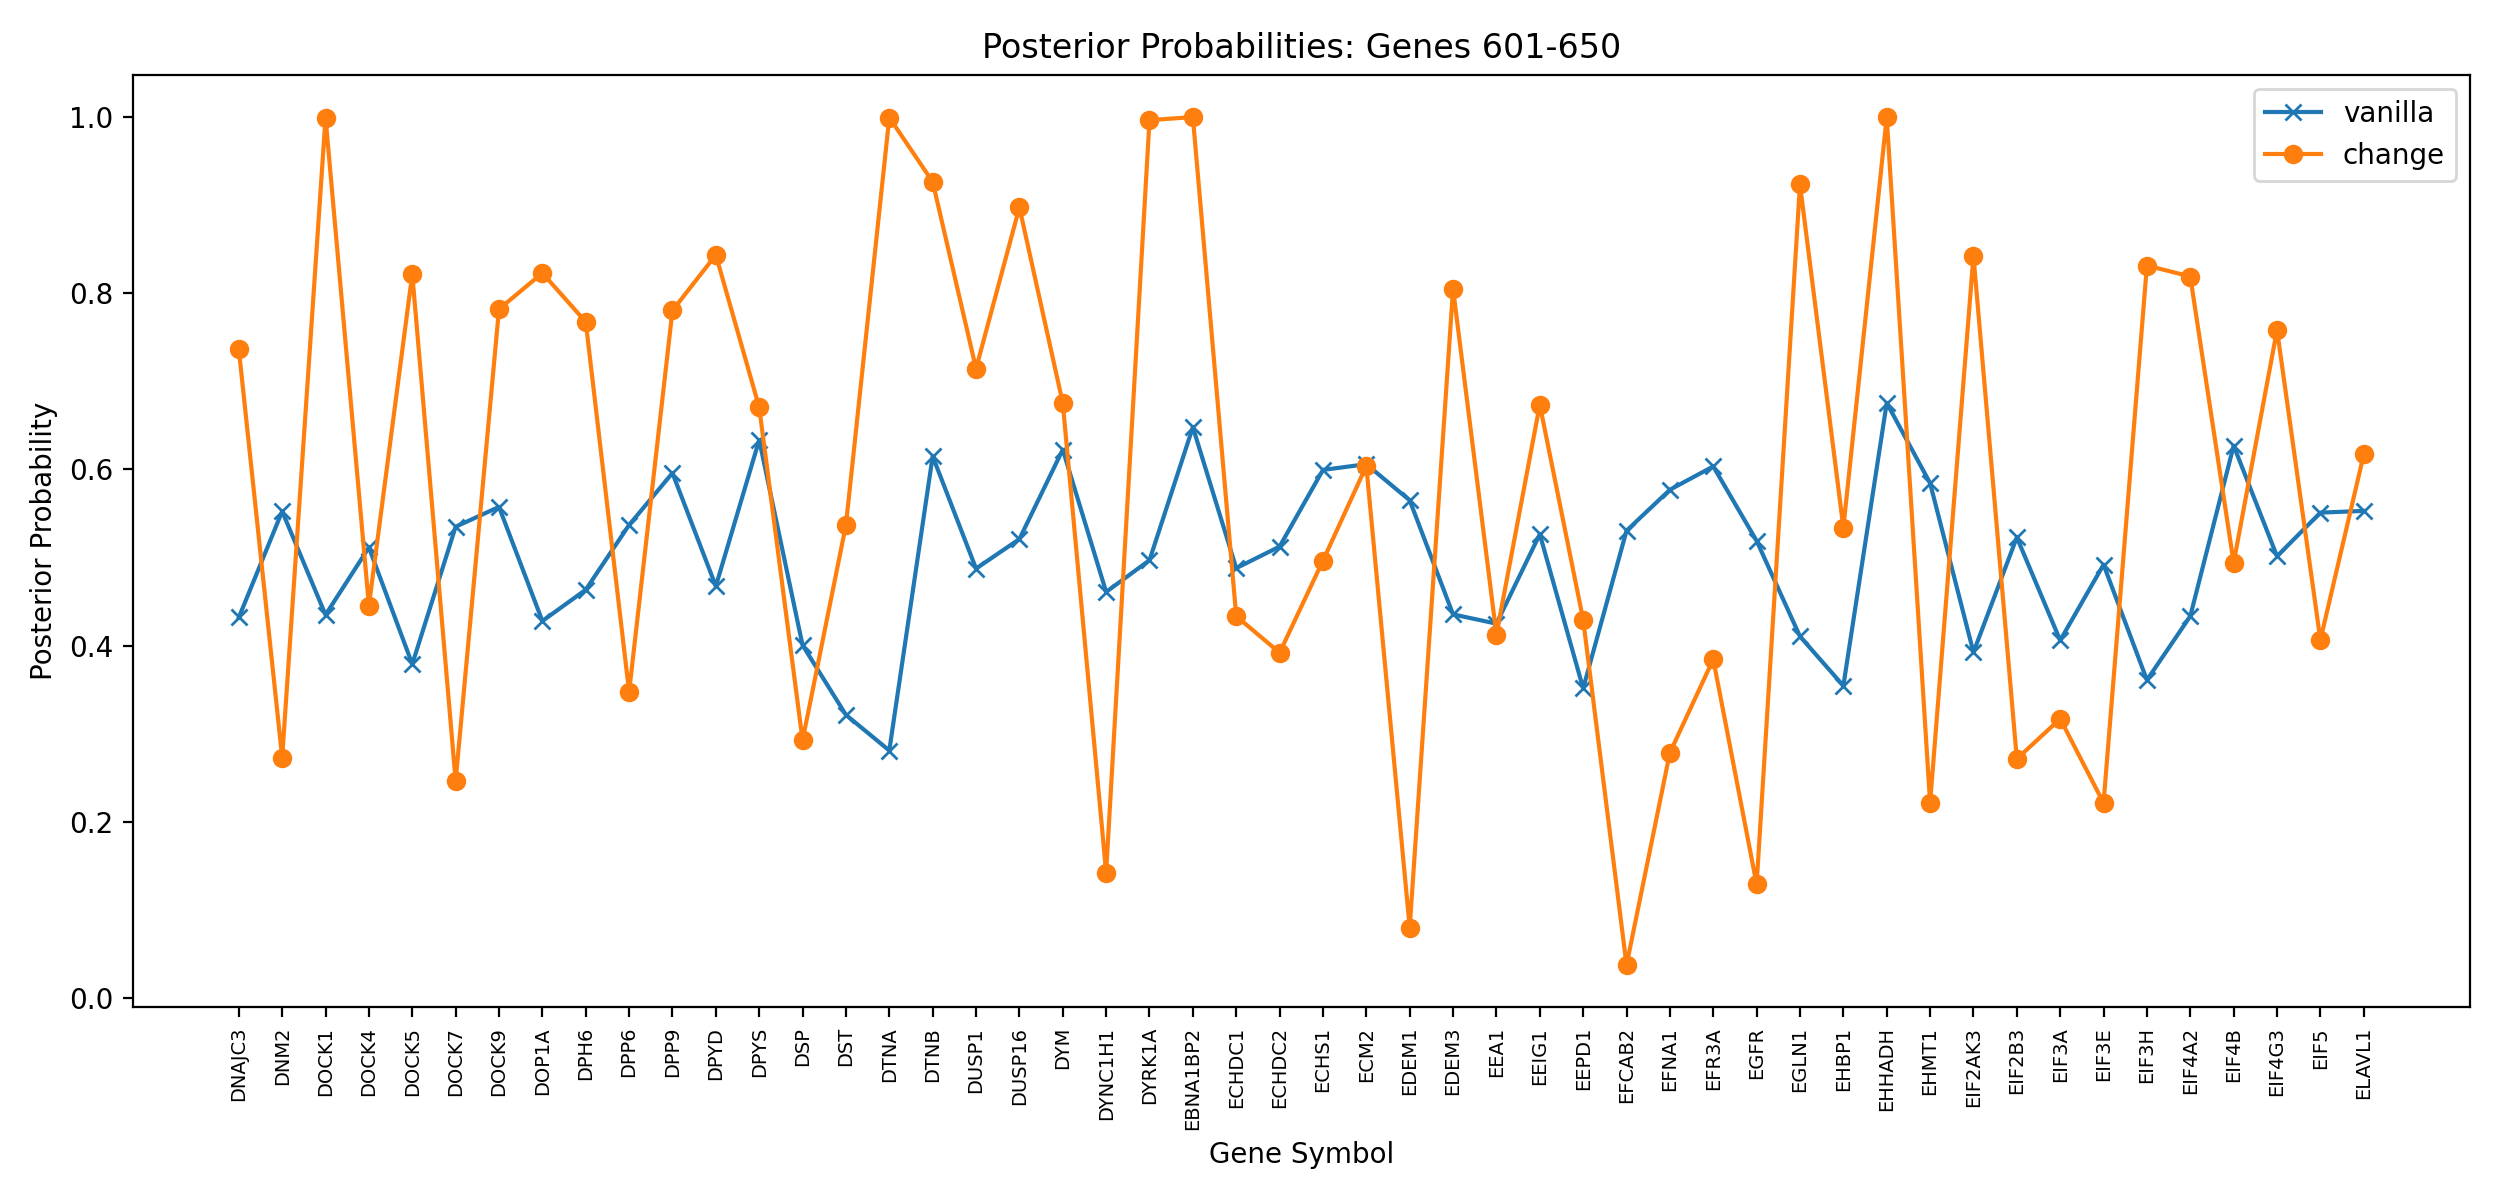 Posterior Probabilities: Genes 601-650
vanilla
change
Posterior Probability
1.0
0.8
0.6
0.4
0.2
0.0
DNAJC3
DNM2
DOCK1
DOCK4
DOCK5
DOCK7
DOCK9
DOP1A
DPH6
DPP6
DPP9
DPYD
DPYS
DSP
DST
DTNA
DTNB
DUSP1
DUSP16
DYM
DYNC1H1
DYRK1A
EBNA1BP2
ECHDC1
ECHDC2
ECHS1
ECM2
EDEM1
EDEM3
EEA1
EEIG1
EEPD1
EFCAB2
EFNA1
EFR3A
EGFR
EGLN1
EHBP1
EHHADH
EHMT1
EIF2AK3
EIF2B3
EIF3A
EIF3E
EIF3H
EIF4A2
EIF4B
EIF4G3
EIF5
ELAVL1
Gene Symbol